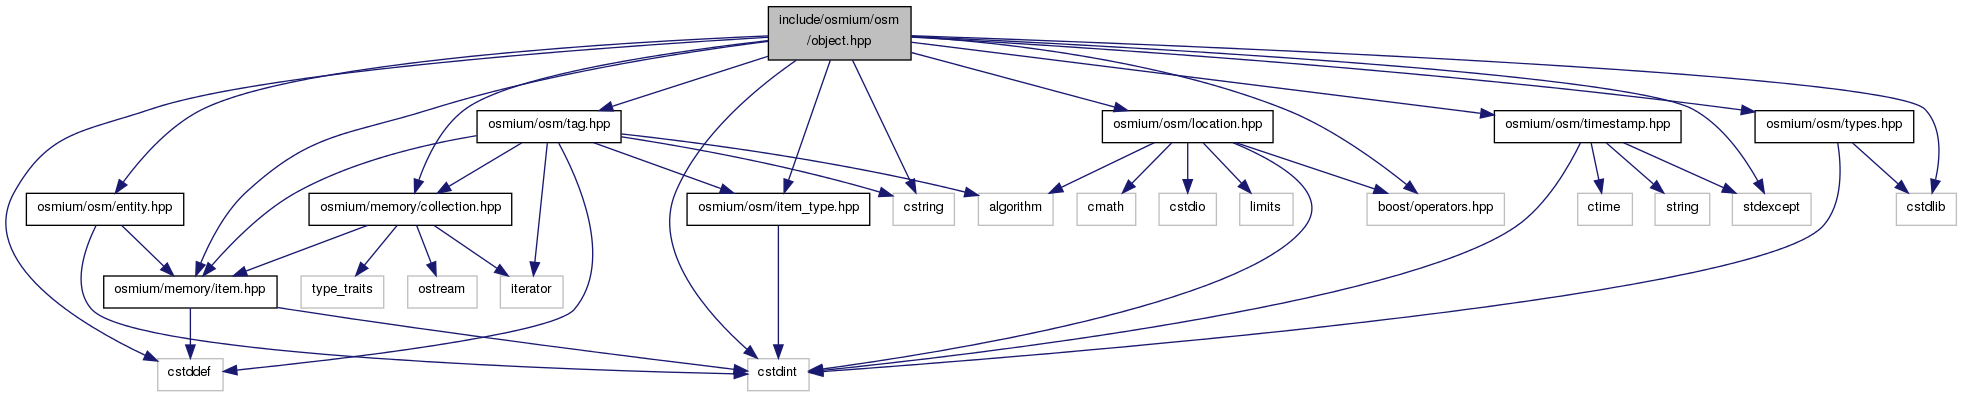 include/osmium/osm
/object.hpp
osmium/osm/tag.hpp
osmium/osm/location.hpp
osmium/osm/timestamp.hpp
osmium/osm/types.hpp
osmium/osm/entity.hpp
osmium/memory/collection.hpp
osmium/osm/item_type.hpp
cstring
algorithm
cmath
cstdio
limits
boost/operators.hpp
ctime
string
stdexcept
cstdlib
osmium/memory/item.hpp
type_traits
ostream
iterator
cstddef
cstdint